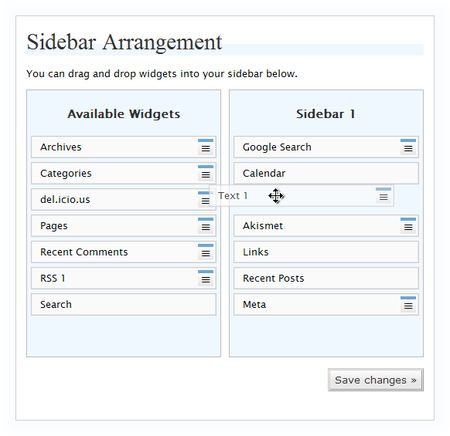 Sidebar Arrangement
You can drag and drop widgets into your sidebar below.
Available Widgets
Archives
Categories
del.icio.us
Pages
Recent Comments
RSS 1
Search
Sidebar 1
Google Search
Calendar
Text 1
Akismet
Links
Recent Posts
Meta
Save changes »